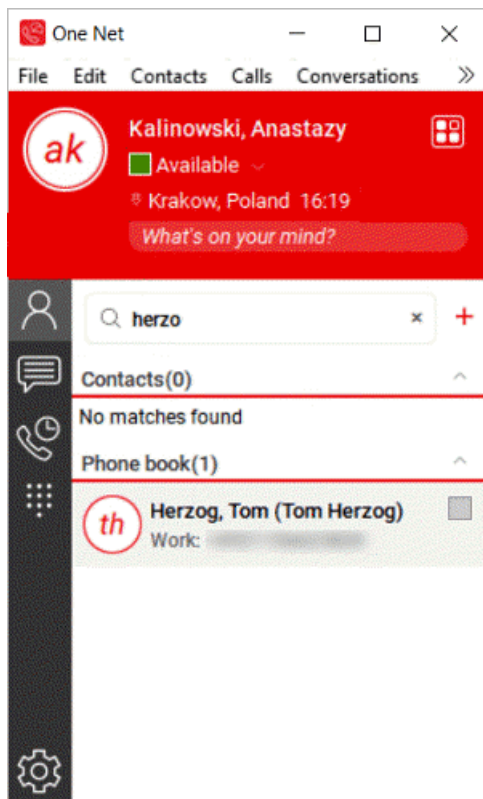 One Net
File Edit Contacts Calls Conversations »
ak
Kalinowski, Anastazy
Available
Krakow, Poland 16:19
What's on your mind?
herzo
Contacts(0)
No matches found
Phone book(1)
th
Herzog, Tom (Tom Herzog)
Work: